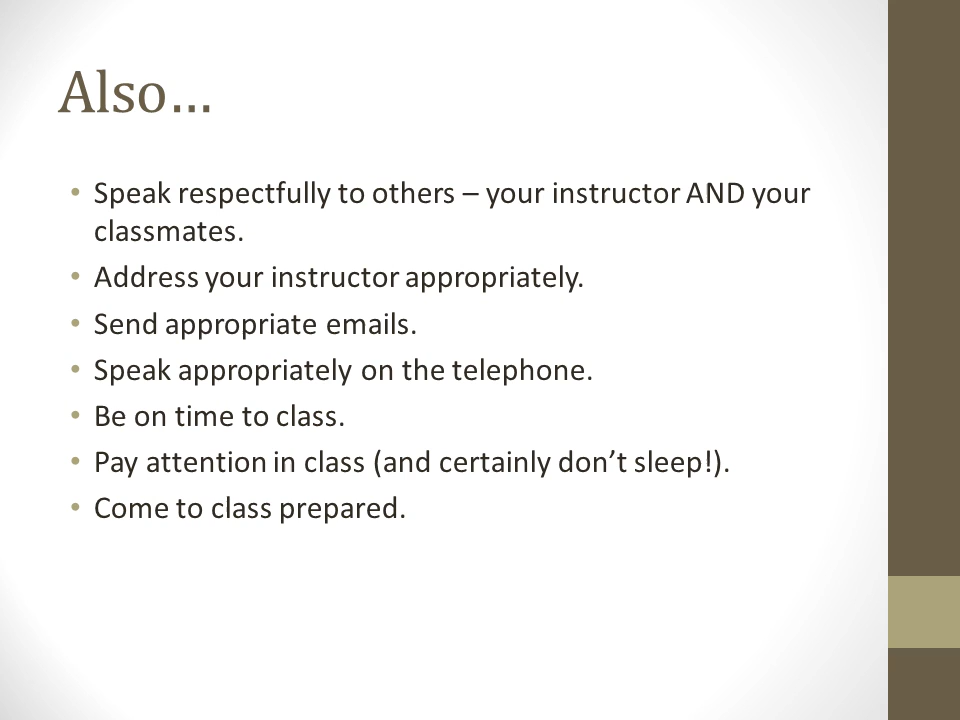 Also…
• Speak respectfully to others – your instructor AND your
classmates.
• Address your instructor appropriately.
• Send appropriate emails.
• Speak appropriately on the telephone.
• Be on time to class.
• Pay attention in class (and certainly don’t sleep!).
• Come to class prepared.